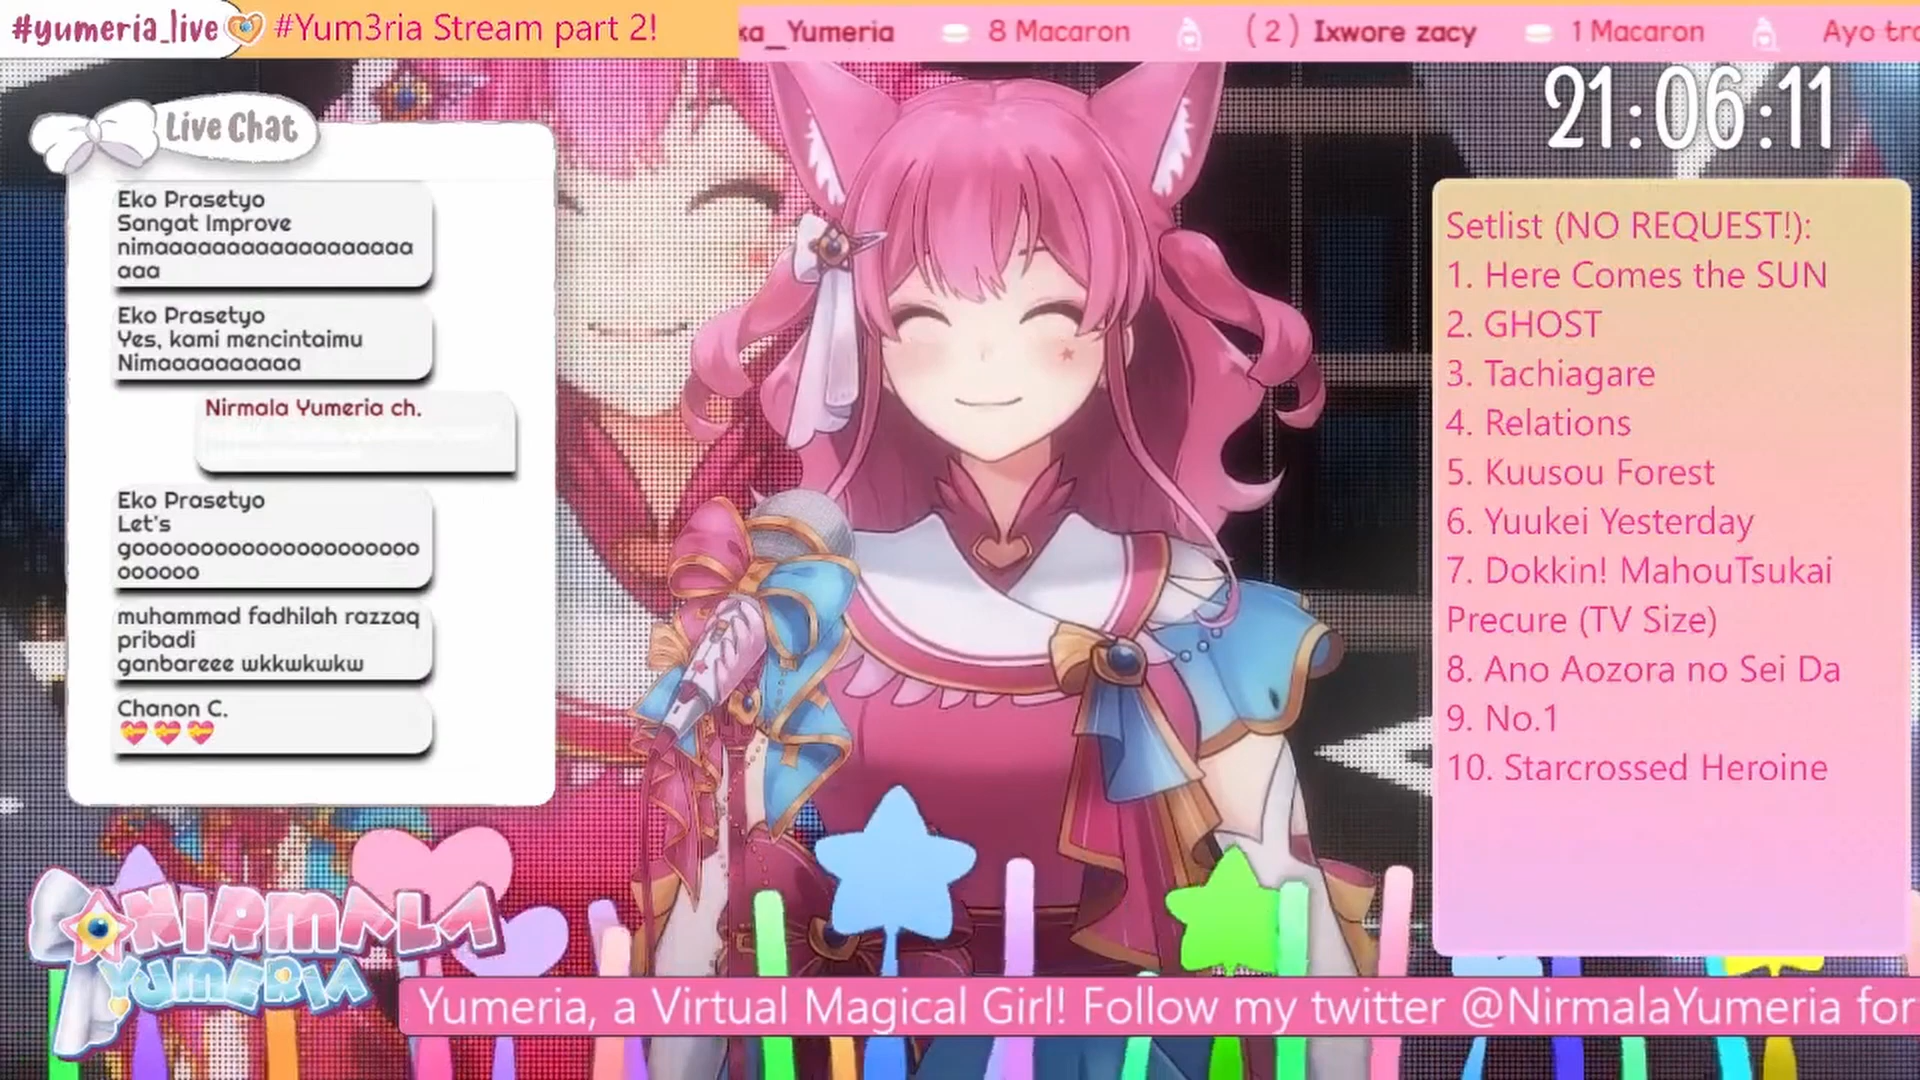 #yumeria_live
#Yum3ria Stream part 2!
ka_Yumeria 8 Macaron (2) Ixwore zacy 1 Macaron Ayo tra
21:06:11
Live Chat
Eko Prasetyo
Sangat Improve
nimaaaaaaaaaaaaaaaaaaa
aaa
Eko Prasetyo
Yes, kami mencintaimu
Nimaaaaaaaaaa
Nirmala Yumeria ch.
Eko Prasetyo
Let's
gooooooooooooooooooooo
oooooo
muhammad fadhilah razzaq
pribadi
ganbareee wkkwkwkw
Chanon C.
Setlist (NO REQUEST!):
1. Here Comes the SUN
2. GHOST
3. Tachiagare
4. Relations
5. Kuusou Forest
6. Yuukei Yesterday
7. Dokkin! MahouTsukai
Precure (TV Size)
8. Ano Aozora no Sei Da
9. No.1
10. Starcrossed Heroine
NIRMALA
YUMERIA
Yumeria, a Virtual Magical Girl! Follow my twitter @NirmalaYumeria for